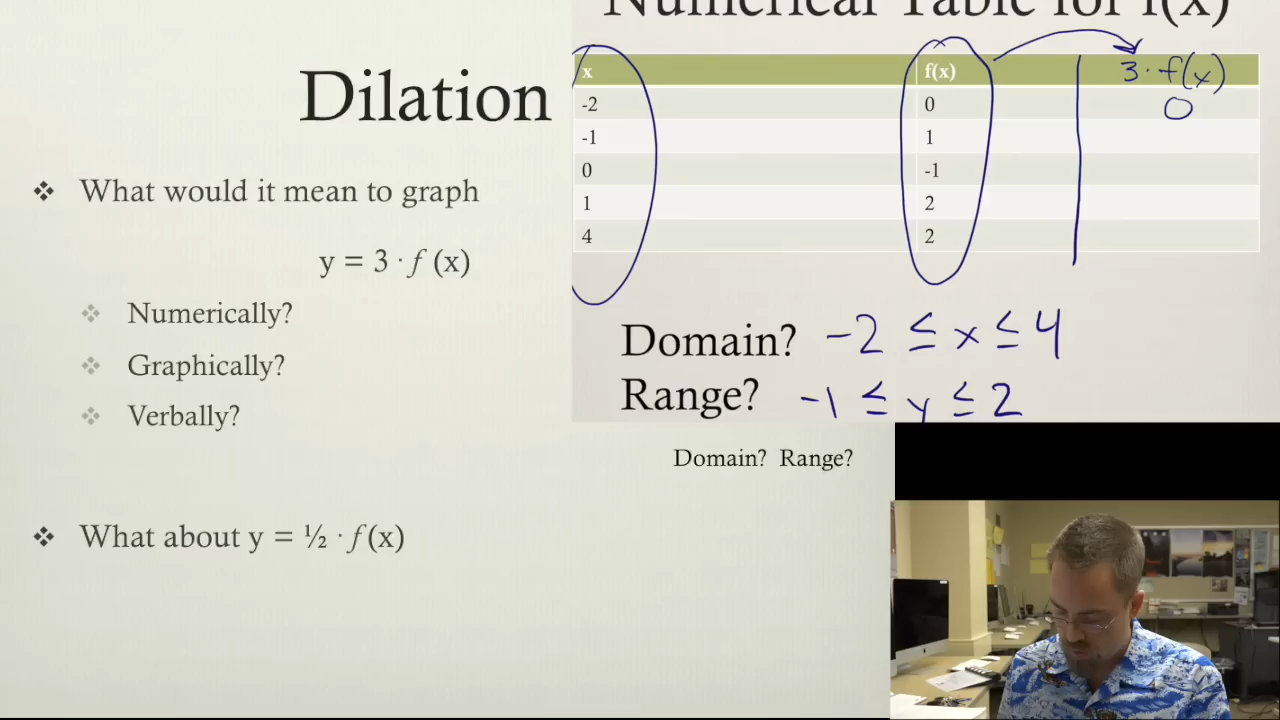 Numerical Table for f(x)
Dilation
What would it mean to graph
y = 3 · f (x)
Numerically?
Graphically?
Verbally?
What about y = ½ · f(x)
x f(x) 3 · f(x)
-2 0 0
-1 1
0 -1
1 2
4 2
Domain? -2 ≤ x ≤ 4
Range? -1 ≤ y ≤ 2
Domain? Range?